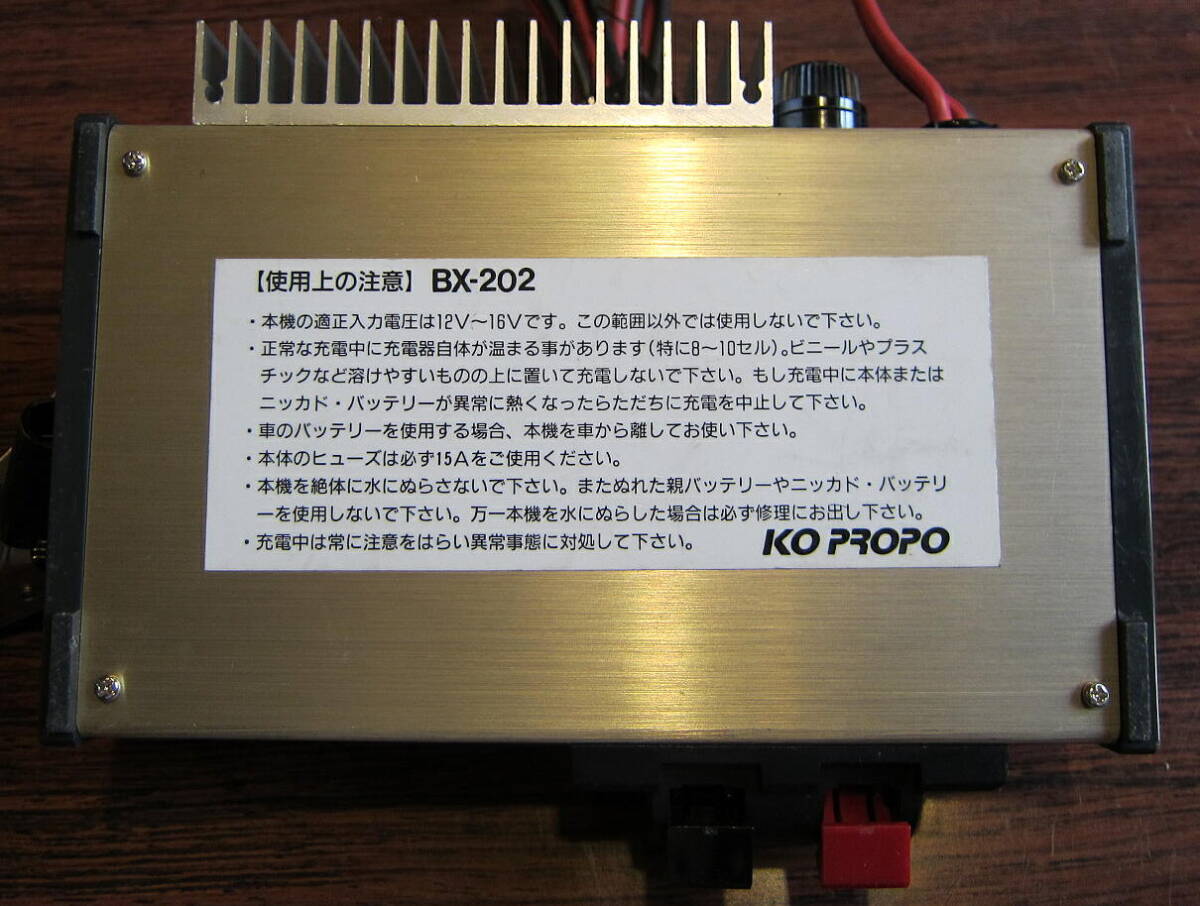 【使用上の注意】 BX-202
・本機の適正入力電圧は12V〜16Vです。この範囲以外では使用しないで下さい。
・正常な充電中に充電器自体が温まる事があります(特に8〜10セル)。ビニールやプラス
チックなど溶けやすいものの上に置いて充電しないで下さい。もし充電中に本体または
ニッカド・バッテリーが異常に熱くなったらただちに充電を中止して下さい。
・車のバッテリーを使用する場合、本機を車から離してお使い下さい。
・本体のヒューズは必ず15Aをご使用ください。
・本機を絶体に水にぬらさないで下さい。またぬれた親バッテリーやニッカド・バッテリ
ーを使用しないで下さい。万一本機を水にぬらした場合は必ず修理にお出し下さい。
・充電中は常に注意をはらい異常事態に対処して下さい。
KO PROPO